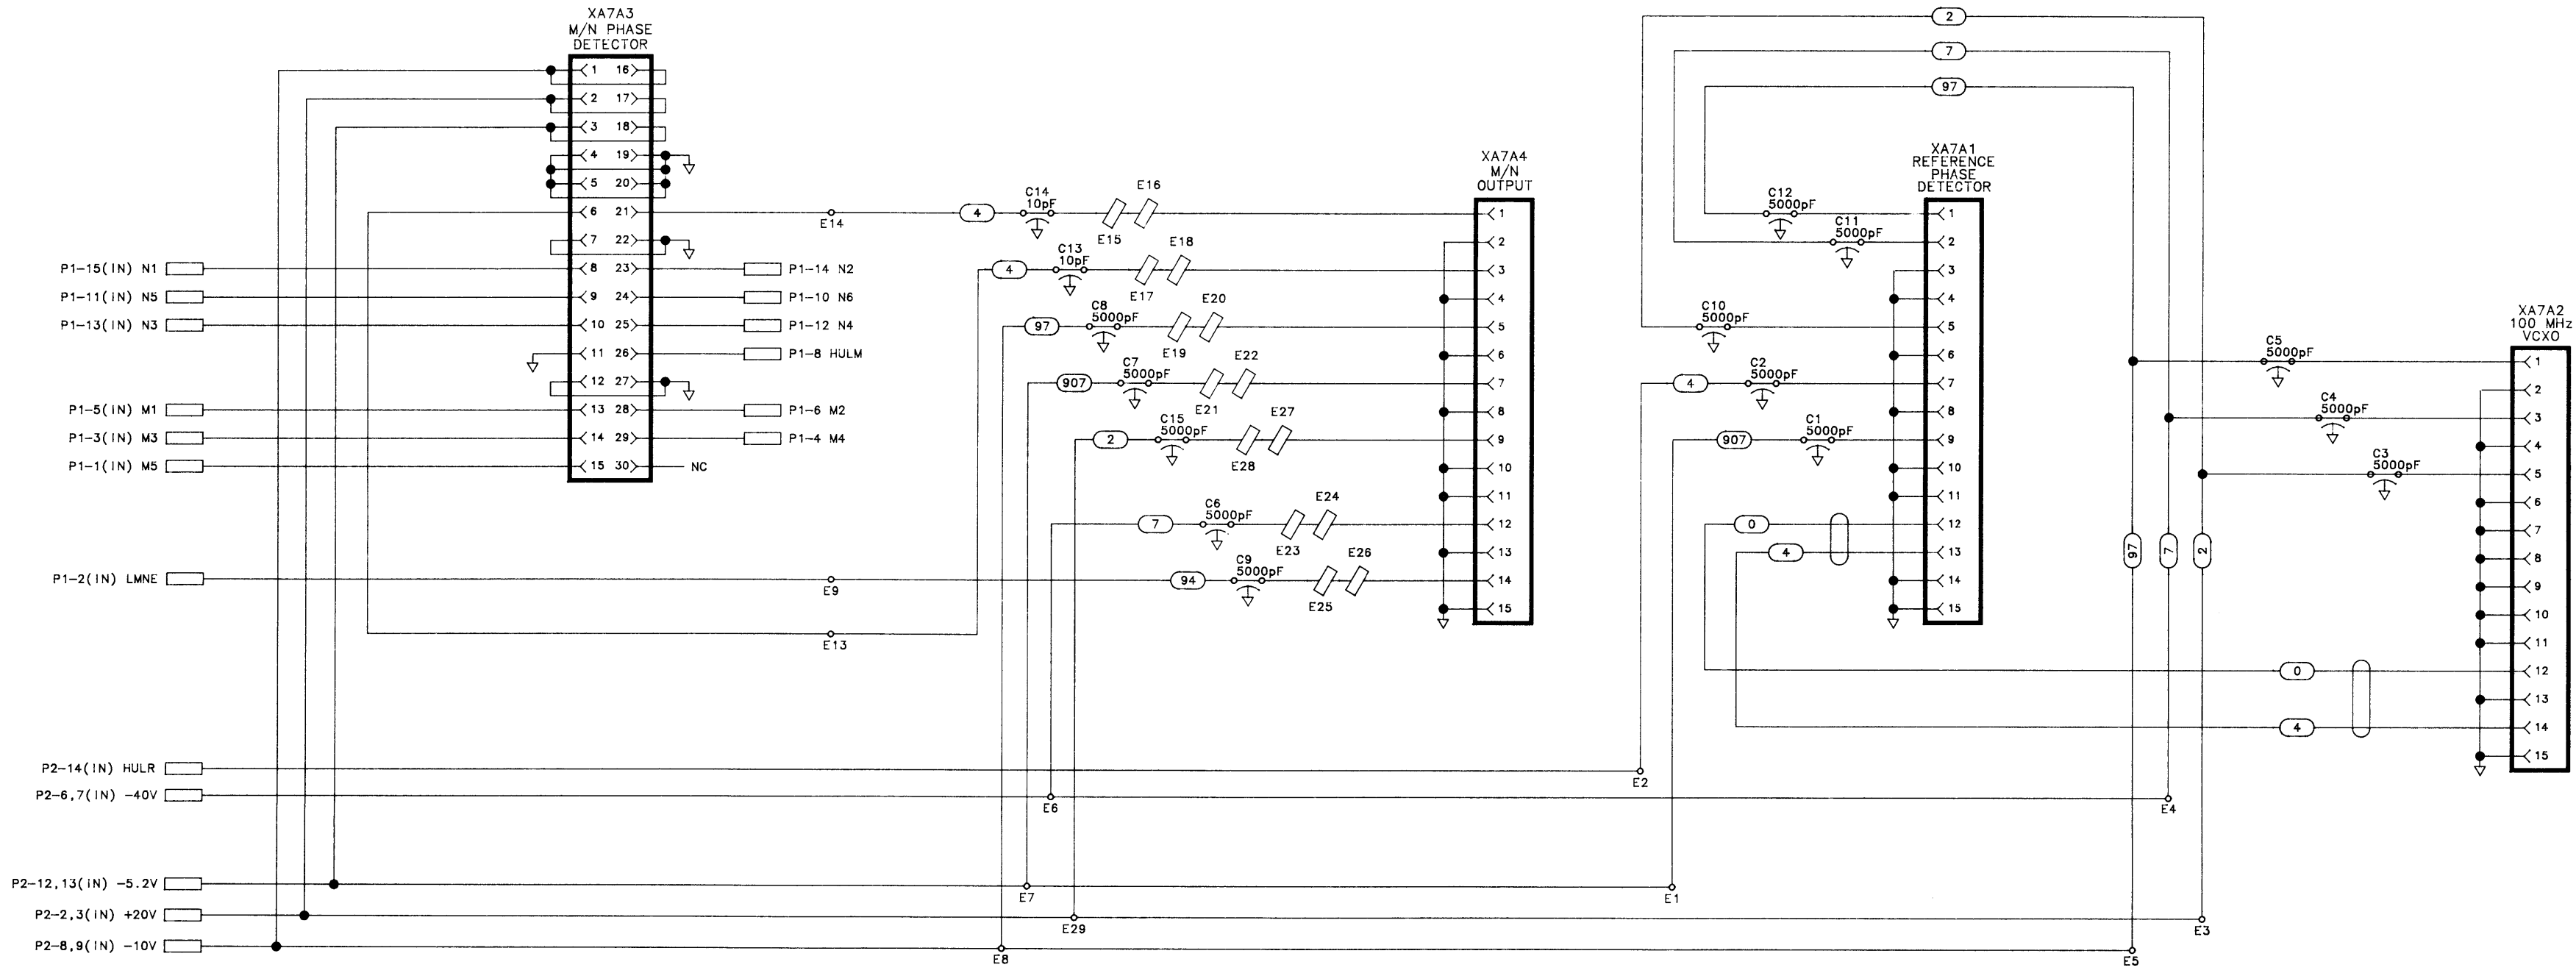 XA7A3
M/N PHASE
DETECTOR
1 16
2 17
3 18
4 19
5 20
6 21
7 22
8 23
9 24
10 25
11 26
12 27
13 28
14 29
15 30
NC
P1-15(IN) N1
P1-11(IN) N5
P1-13(IN) N3
P1-5(IN) M1
P1-3(IN) M3
P1-1(IN) M5
P1-2(IN) LMNE
P1-14 N2
P1-10 N6
P1-12 N4
P1-8 HULM
P1-6 M2
P1-4 M4
P2-14(IN) HULR
P2-6,7(IN) -40V
P2-12,13(IN) -5.2V
P2-2,3(IN) +20V
P2-8,9(IN) -10V
E14
E9
E13
4
C14
10pF
E15
E16
4
C13
10pF
E17
E18
97
C8
5000pF
E19
E20
907
C7
5000pF
E21
E22
2
C15
5000pF
E28
E27
7
C6
5000pF
E23
E24
94
C9
5000pF
E25
E26
XA7A4
M/N
OUTPUT
1
2
3
4
5
6
7
8
9
10
11
12
13
14
15
2
7
97
XA7A1
REFERENCE
PHASE
DETECTOR
C12
5000pF
C11
5000pF
C10
5000pF
4
C2
5000pF
907
C1
5000pF
0
4
1
2
3
4
5
6
7
8
9
10
11
12
13
14
15
97
7
2
XA7A2
100 MHz
VCXO
C5
5000pF
C4
5000pF
C3
5000pF
0
4
1
2
3
4
5
6
7
8
9
10
11
12
13
14
15
E2
E6
E4
E7
E1
E29
E3
E8
E5